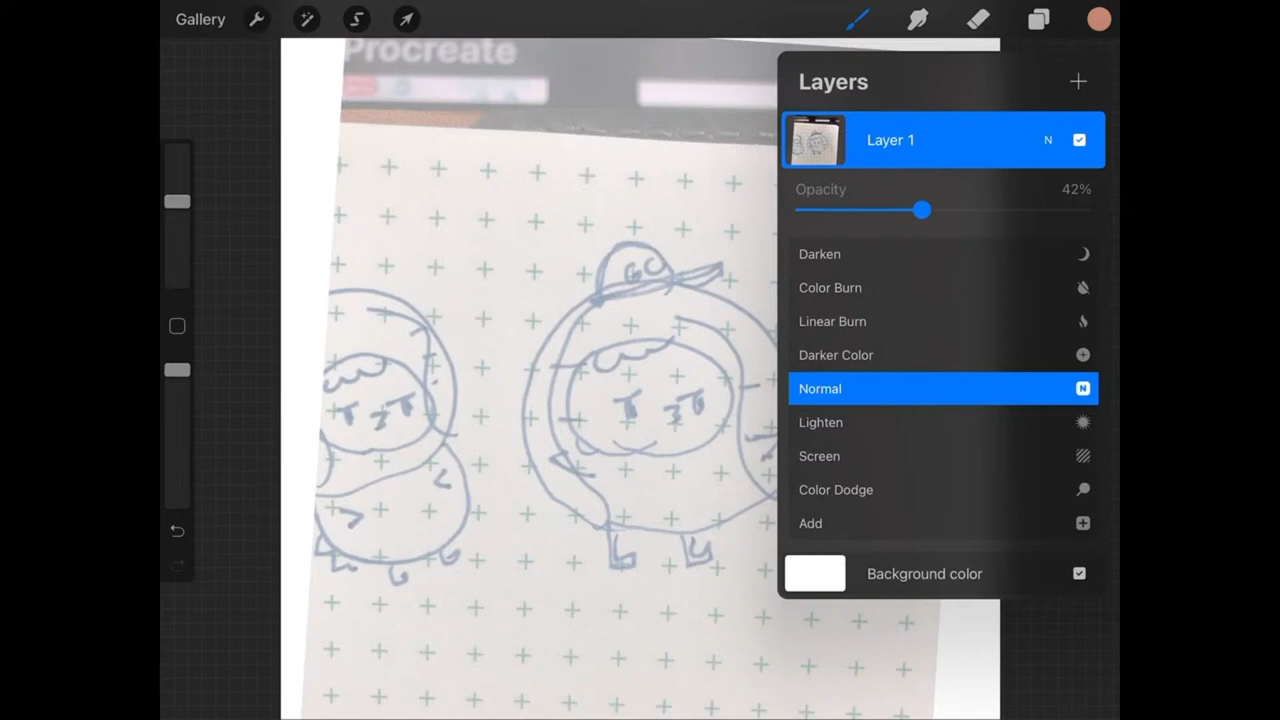 Gallery
Procreate
Layers
Layer 1 N
Opacity 42%
Darken
Color Burn
Linear Burn
Darker Color
Normal N
Lighten
Screen
Color Dodge
Add
Background color
GC